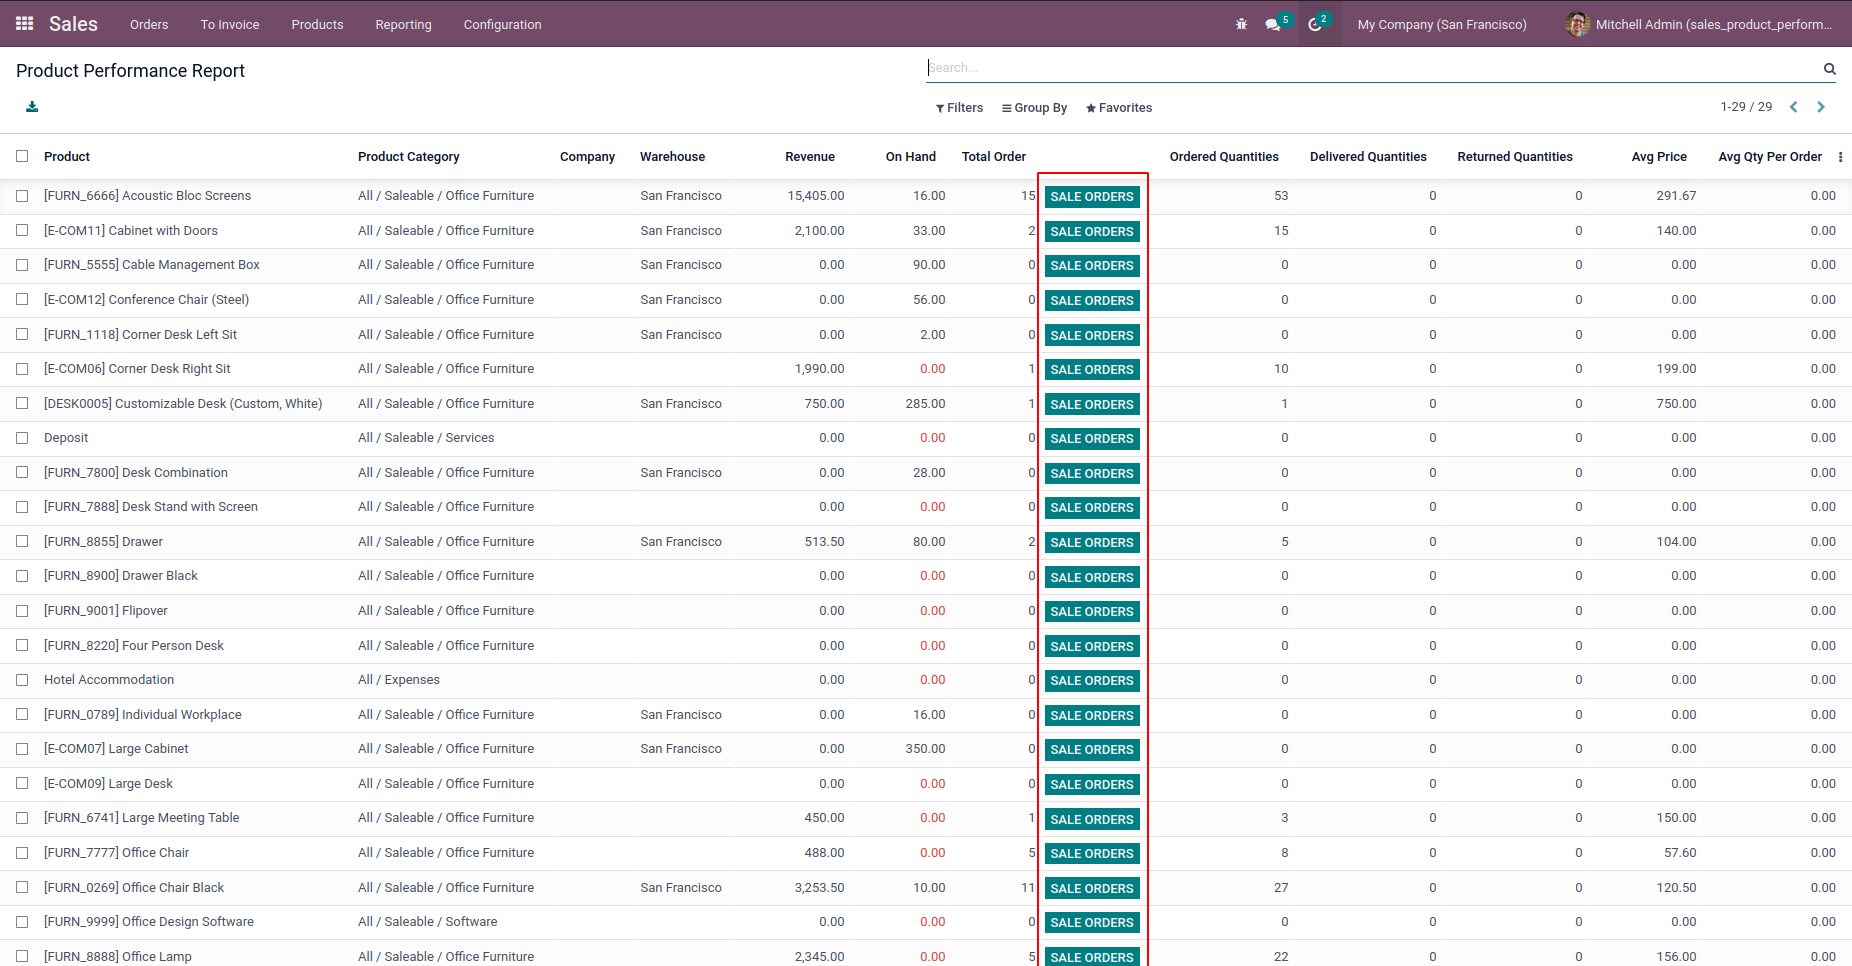 Sales Orders To Invoice Products Reporting Configuration 5 2 My Company (San Francisco) Mitchell Admin (sales_product_perform...
Product Performance Report Search...
Filters Group By Favorites 1-29 / 29
Product Product Category Company Warehouse Revenue On Hand Total Order Ordered Quantities Delivered Quantities Returned Quantities Avg Price Avg Qty Per Order
[FURN_6666] Acoustic Bloc Screens All / Saleable / Office Furniture San Francisco 15,405.00 16.00 15 SALE ORDERS 53 0 0 291.67 0.00
[E-COM11] Cabinet with Doors All / Saleable / Office Furniture San Francisco 2,100.00 33.00 2 SALE ORDERS 15 0 0 140.00 0.00
[FURN_5555] Cable Management Box All / Saleable / Office Furniture San Francisco 0.00 90.00 0 SALE ORDERS 0 0 0 0.00 0.00
[E-COM12] Conference Chair (Steel) All / Saleable / Office Furniture San Francisco 0.00 56.00 0 SALE ORDERS 0 0 0 0.00 0.00
[FURN_1118] Corner Desk Left Sit All / Saleable / Office Furniture San Francisco 0.00 2.00 0 SALE ORDERS 0 0 0 0.00 0.00
[E-COM06] Corner Desk Right Sit All / Saleable / Office Furniture 1,990.00 0.00 1 SALE ORDERS 10 0 0 199.00 0.00
[DESK0005] Customizable Desk (Custom, White) All / Saleable / Office Furniture San Francisco 750.00 285.00 1 SALE ORDERS 1 0 0 750.00 0.00
Deposit All / Saleable / Services 0.00 0.00 0 SALE ORDERS 0 0 0 0.00 0.00
[FURN_7800] Desk Combination All / Saleable / Office Furniture San Francisco 0.00 28.00 0 SALE ORDERS 0 0 0 0.00 0.00
[FURN_7888] Desk Stand with Screen All / Saleable / Office Furniture 0.00 0.00 0 SALE ORDERS 0 0 0 0.00 0.00
[FURN_8855] Drawer All / Saleable / Office Furniture San Francisco 513.50 80.00 2 SALE ORDERS 5 0 0 104.00 0.00
[FURN_8900] Drawer Black All / Saleable / Office Furniture 0.00 0.00 0 SALE ORDERS 0 0 0 0.00 0.00
[FURN_9001] Flipover All / Saleable / Office Furniture 0.00 0.00 0 SALE ORDERS 0 0 0 0.00 0.00
[FURN_8220] Four Person Desk All / Saleable / Office Furniture 0.00 0.00 0 SALE ORDERS 0 0 0 0.00 0.00
Hotel Accommodation All / Expenses 0.00 0.00 0 SALE ORDERS 0 0 0 0.00 0.00
[FURN_0789] Individual Workplace All / Saleable / Office Furniture San Francisco 0.00 16.00 0 SALE ORDERS 0 0 0 0.00 0.00
[E-COM07] Large Cabinet All / Saleable / Office Furniture San Francisco 0.00 350.00 0 SALE ORDERS 0 0 0 0.00 0.00
[E-COM09] Large Desk All / Saleable / Office Furniture 0.00 0.00 0 SALE ORDERS 0 0 0 0.00 0.00
[FURN_6741] Large Meeting Table All / Saleable / Office Furniture 450.00 0.00 1 SALE ORDERS 3 0 0 150.00 0.00
[FURN_7777] Office Chair All / Saleable / Office Furniture 488.00 0.00 5 SALE ORDERS 8 0 0 57.60 0.00
[FURN_0269] Office Chair Black All / Saleable / Office Furniture San Francisco 3,253.50 10.00 11 SALE ORDERS 27 0 0 120.50 0.00
[FURN_9999] Office Design Software All / Saleable / Software 0.00 0.00 0 SALE ORDERS 0 0 0 0.00 0.00
[FURN_8888] Office Lamp All / Saleable / Office Furniture 2,345.00 0.00 5 SALE ORDERS 22 0 0 156.00 0.00